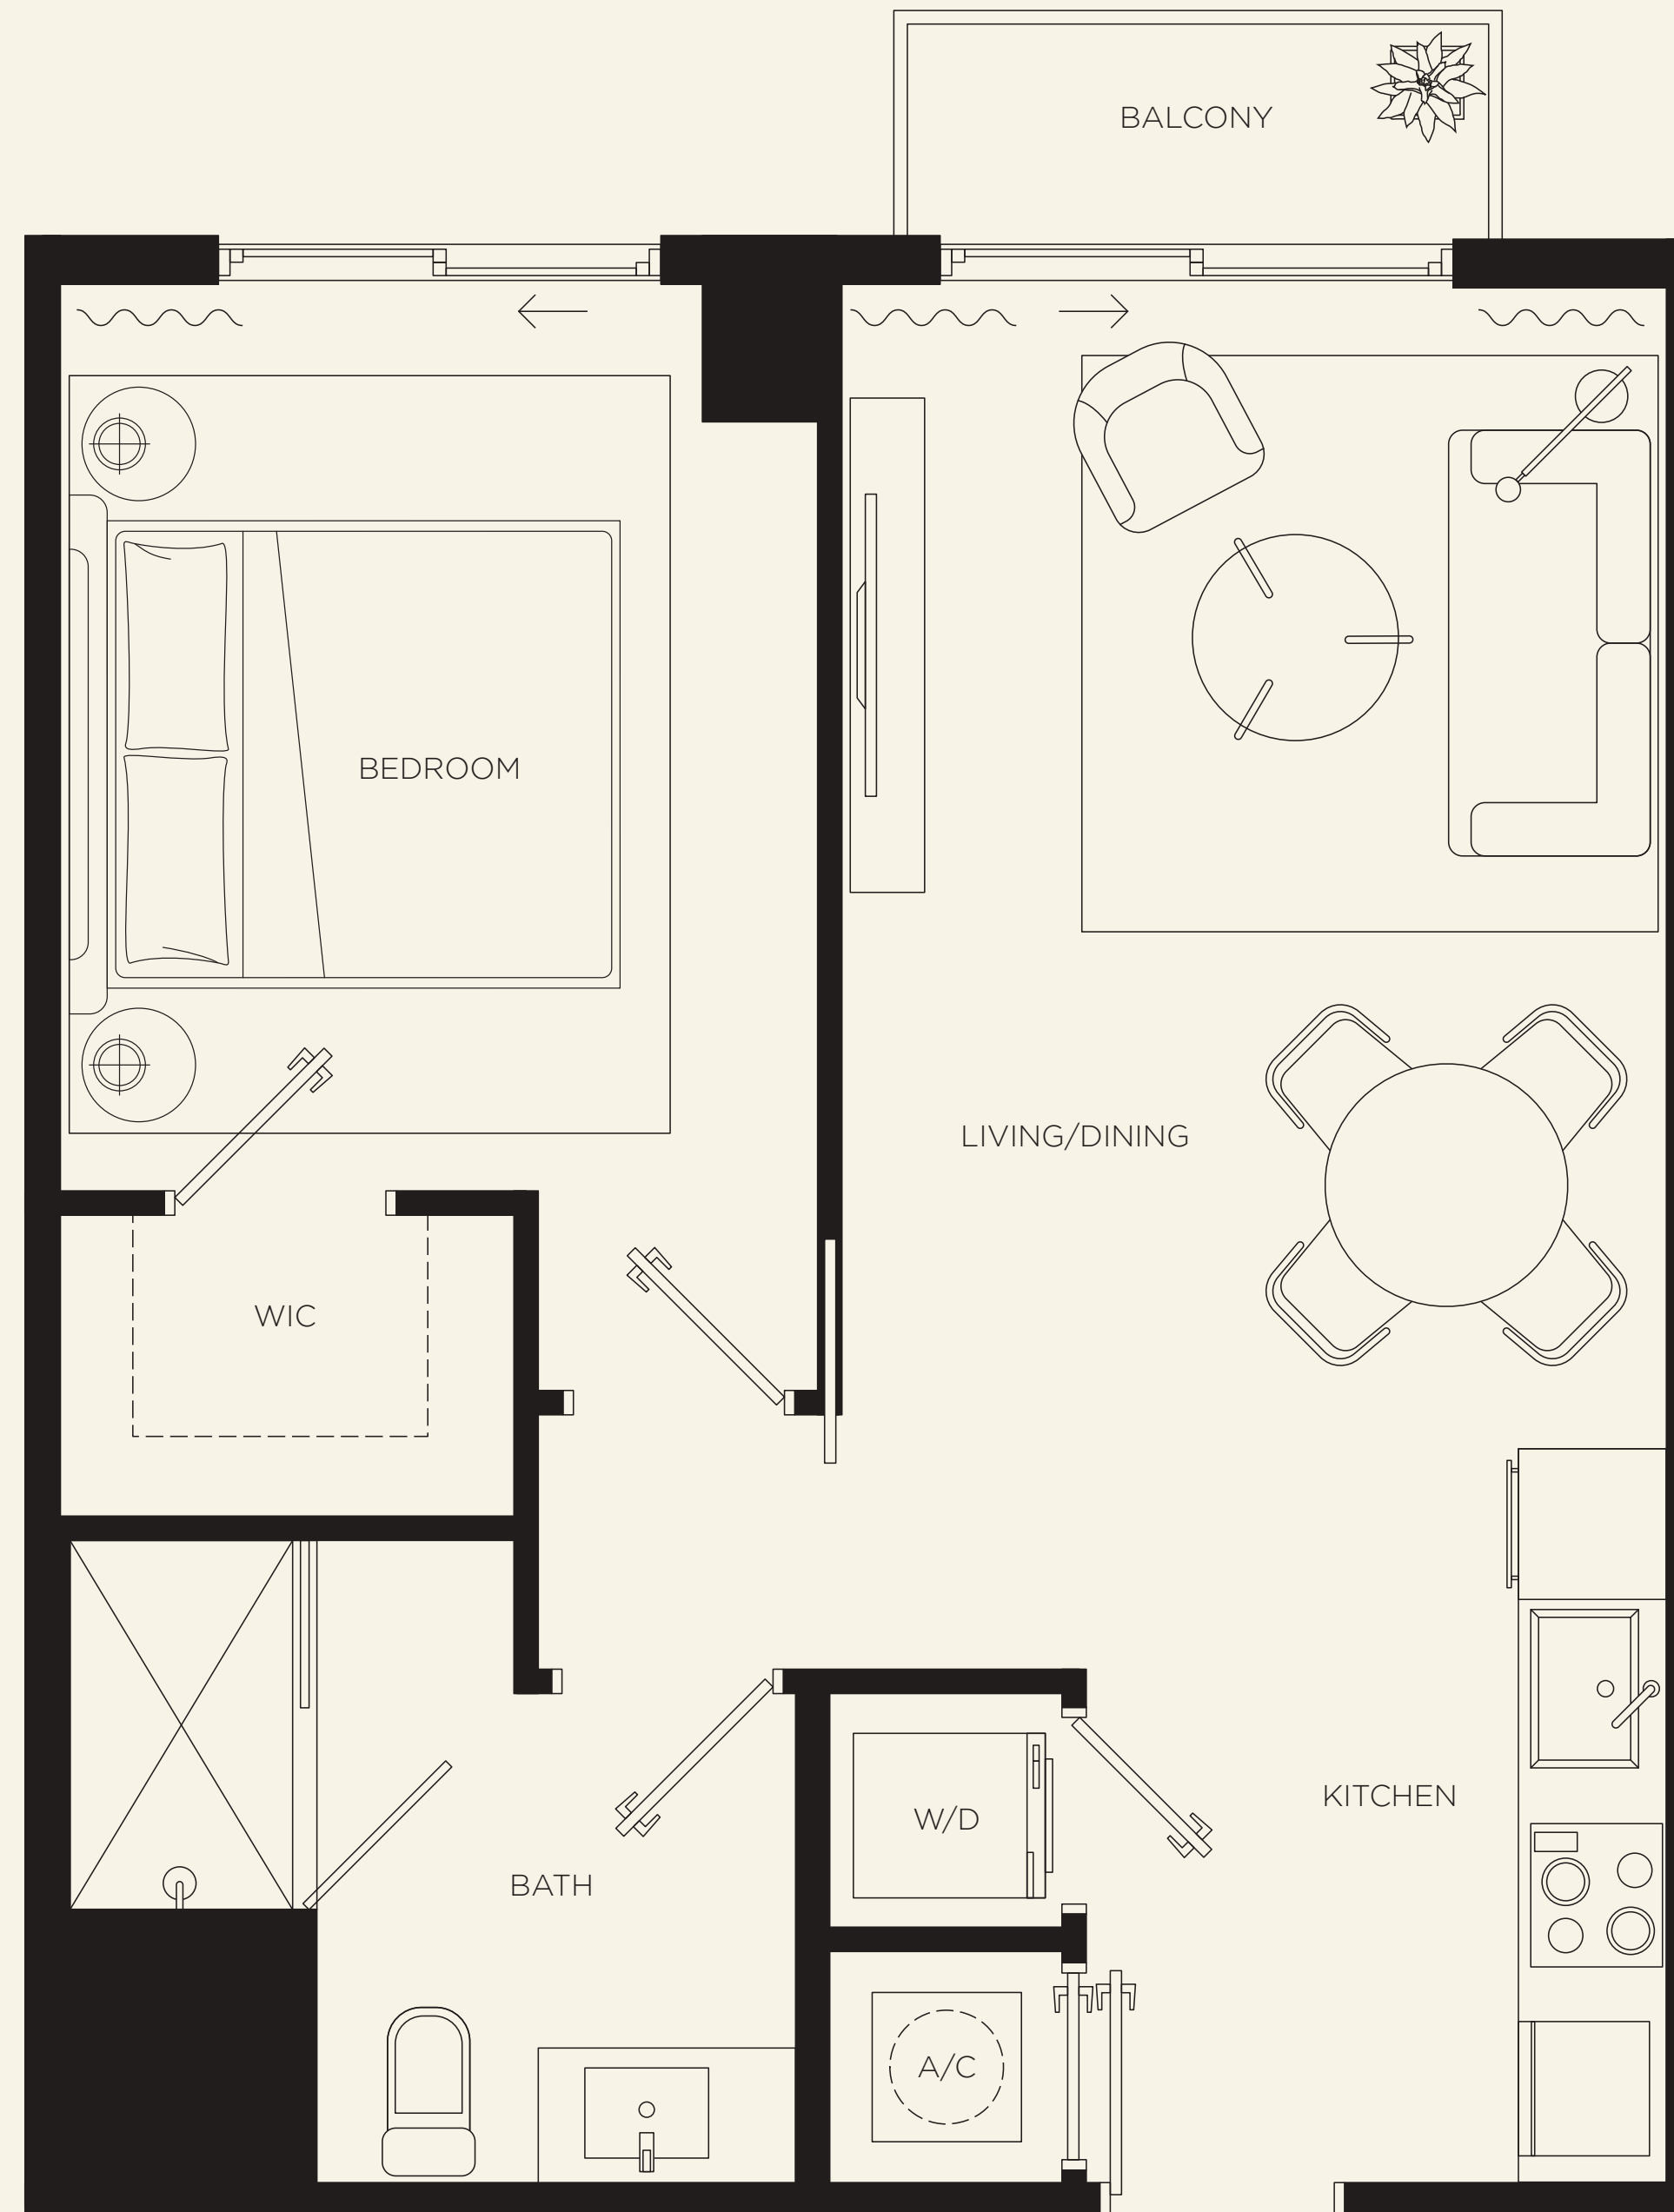 BALCONY
BEDROOM
LIVING/DINING
WIC
KITCHEN
W/D
BATH
A/C